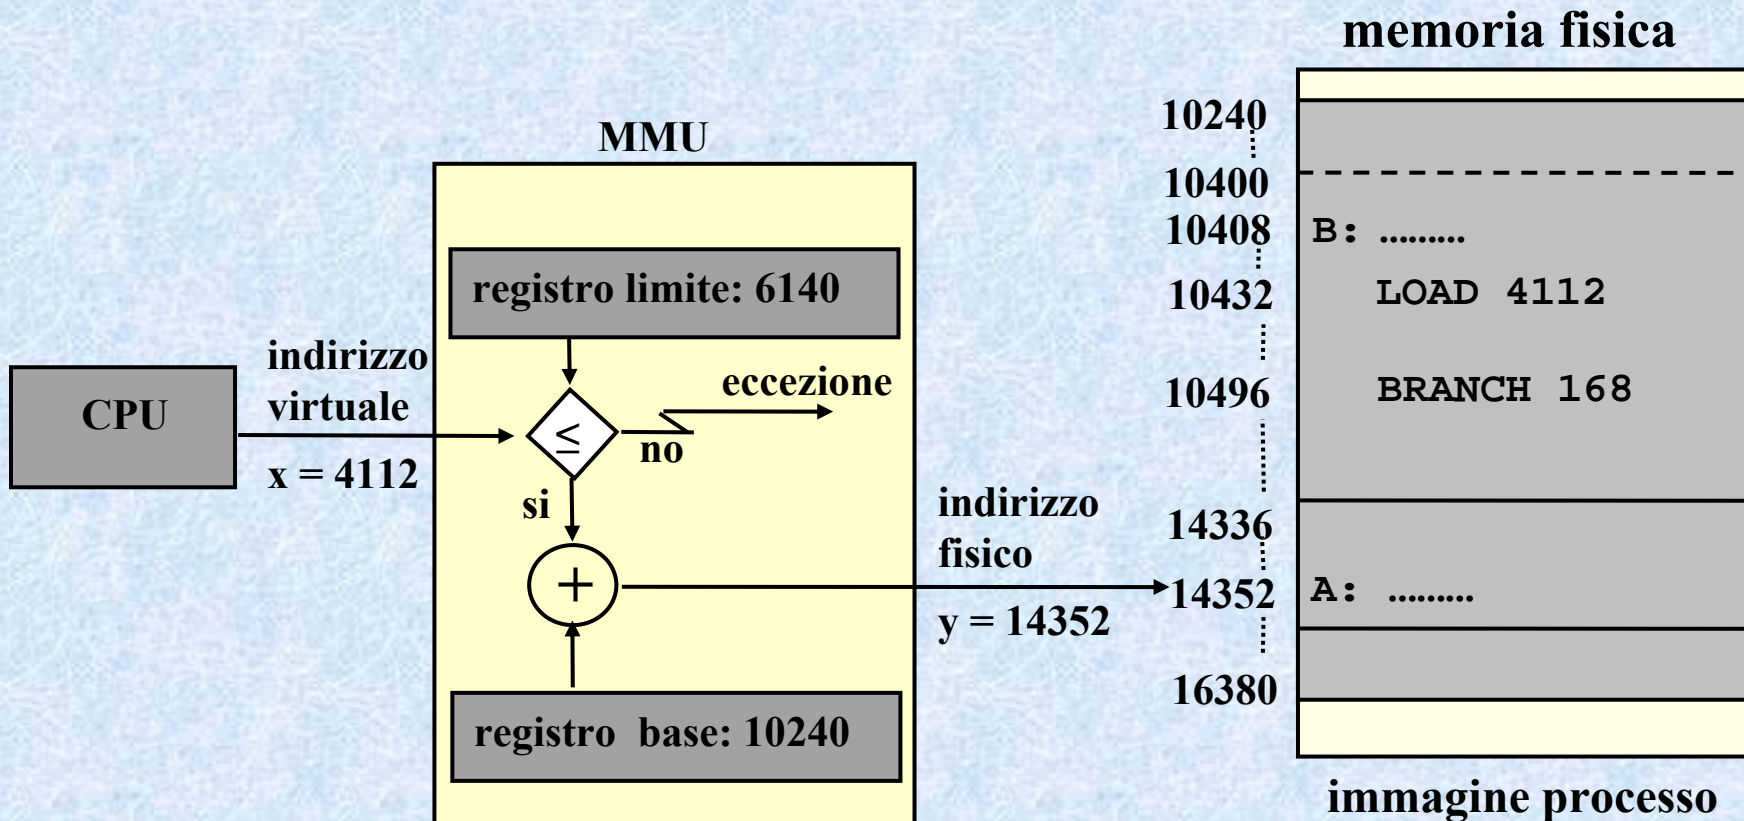 memoria fisica
MMU
CPU
indirizzo
virtuale
x = 4112
registro limite: 6140
≤
no
eccezione
si
+
registro base: 10240
indirizzo
fisico
y = 14352
10240
10400
10408
B: .........
10432
LOAD 4112
10496
BRANCH 168
14336
14352
A: .........
16380
immagine processo